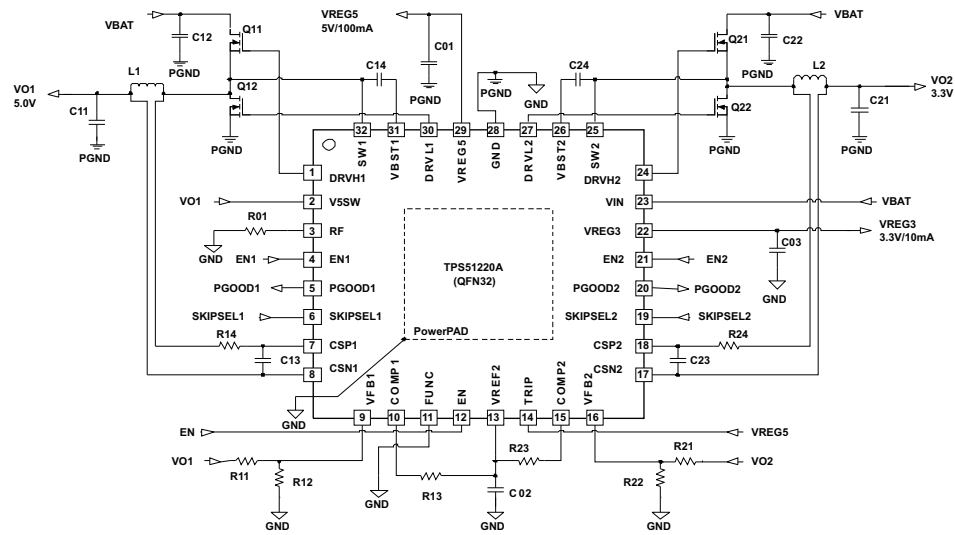 VBAT
Q11
VREG5
5V/100mA
Q21
VBAT
C12
C01
C22
PGND
L1
C14
C24
L2
VO1
5.0V
Q12
PGND
PGND
GND
Q22
PGND
VO2
3.3V
C11
C21
PGND
PGND
PGND
PGND
32
31
30
29
28
27
26
25
SW1
VBST1
DRVL1
VREG5
GND
DRVL2
VBST2
SW2
1
DRVH1
DRVH2
24
VO1
2
V5SW
VIN
23
VBAT
R01
3
RF
VREG3
22
VREG3
3.3V/10mA
GND
C03
EN1
4
EN1
EN2
21
EN2
TPS51220A
(QFN32)
GND
PGOOD1
5
PGOOD1
PGOOD2
20
PGOOD2
SKIPSEL1
6
SKIPSEL1
SKIPSEL2
19
SKIPSEL2
PowerPAD
R14
7
CSP1
CSP2
18
R24
C13
C23
8
CSN1
CSN2
17
GND
VFB1
COMP1
FUNC
EN
VREF2
TRIP
COMP2
VFB2
9
10
11
12
13
14
15
16
EN
VREG5
VO1
R11
R23
R21
VO2
R12
R13
C02
R22
GND
GND
GND
GND